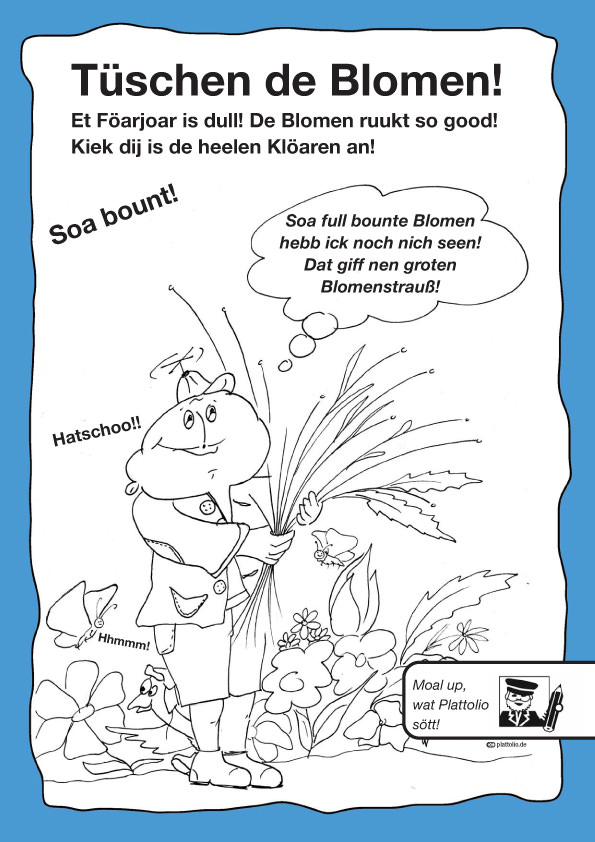 Tüschen de Blomen!
Et Föarjoar is dull! De Blomen ruukt so good!
Kiek dij is de heelen Klöaren an!
Soa bount!
Soa full bounte Blomen
hebb ick noch nich seen!
Dat giff nen groten
Blomenstrauß!
Hatschoo!!
Hhmmm!
Moal up,
wat Plattolio
sött!
cc plattolio.de